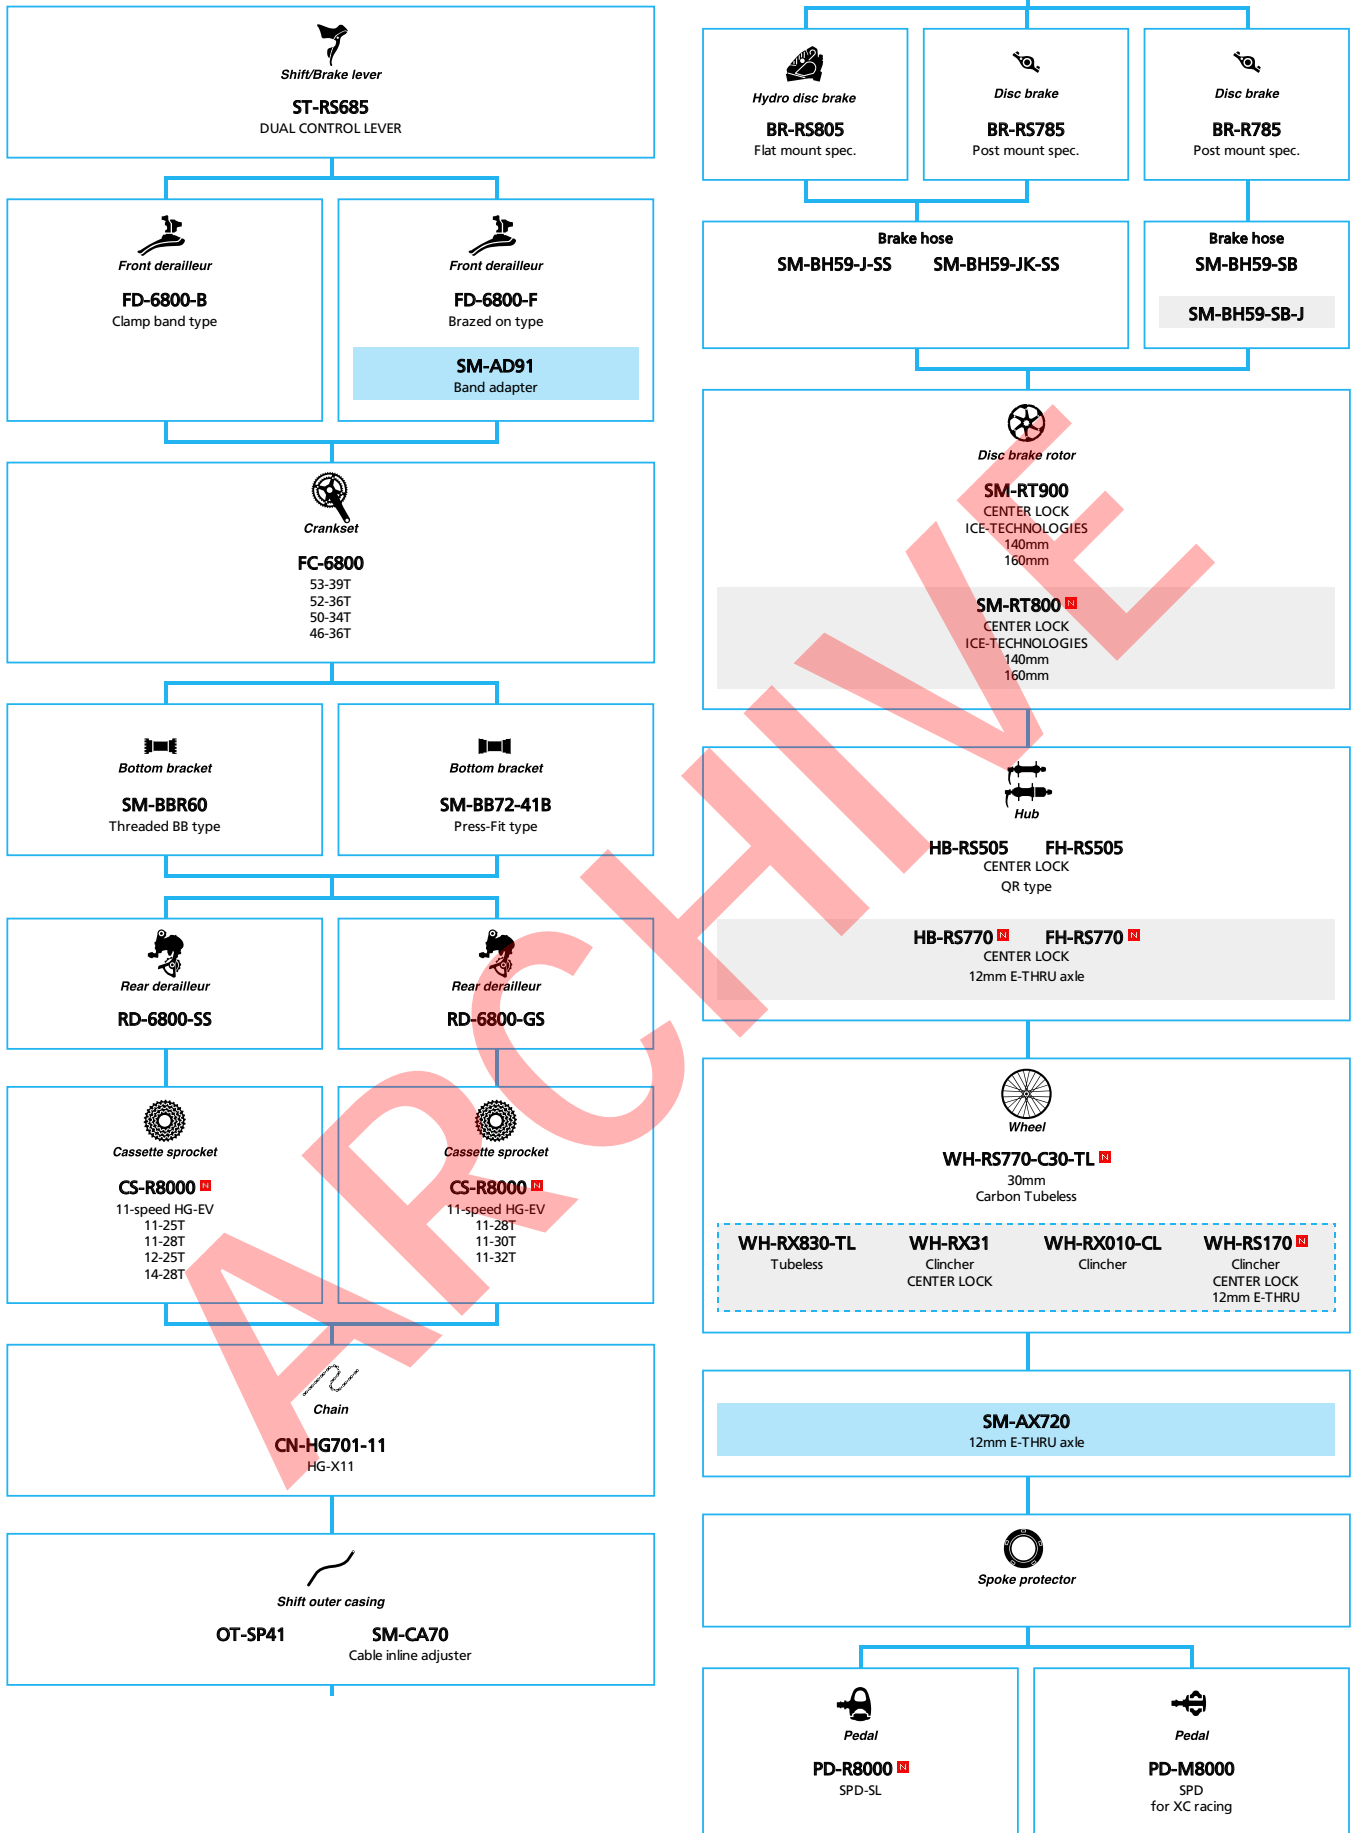 Shift/Brake lever
ST-RS685
DUAL CONTROL LEVER
Front derailleur
FD-6800-B
Clamp band type
Front derailleur
FD-6800-F
Brazed on type
SM-AD91
Band adapter
Crankset
FC-6800
53-39T
52-36T
50-34T
46-36T
Bottom bracket
SM-BBR60
Threaded BB type
Bottom bracket
SM-BB72-41B
Press-Fit type
Rear derailleur
RD-6800-SS
Rear derailleur
RD-6800-GS
Cassette sprocket
CS-R8000 N
11-speed HG-EV
11-25T
11-28T
12-25T
14-28T
Cassette sprocket
CS-R8000 N
11-speed HG-EV
11-28T
11-30T
11-32T
Chain
CN-HG701-11
HG-X11
Shift outer casing
OT-SP41
SM-CA70
Cable inline adjuster
Hydro disc brake
BR-RS805
Flat mount spec.
Disc brake
BR-RS785
Post mount spec.
Disc brake
BR-R785
Post mount spec.
Brake hose
SM-BH59-J-SS SM-BH59-JK-SS
Brake hose
SM-BH59-SB
SM-BH59-SB-J
Disc brake rotor
SM-RT900
CENTER LOCK
ICE-TECHNOLOGIES
140mm
160mm
SM-RT800 N
CENTER LOCK
ICE-TECHNOLOGIES
140mm
160mm
Hub
HB-RS505 FH-RS505
CENTER LOCK
QR type
HB-RS770 N FH-RS770 N
CENTER LOCK
12mm E-THRU axle
Wheel
WH-RS770-C30-TL N
30mm
Carbon Tubeless
WH-RX830-TL
Tubeless
WH-RX31
Clincher
CENTER LOCK
WH-RX010-CL
Clincher
WH-RS170 N
Clincher
CENTER LOCK
12mm E-THRU
SM-AX720
12mm E-THRU axle
Spoke protector
Pedal
PD-R8000 N
SPD-SL
Pedal
PD-M8000
SPD
for XC racing
ARCHIVE